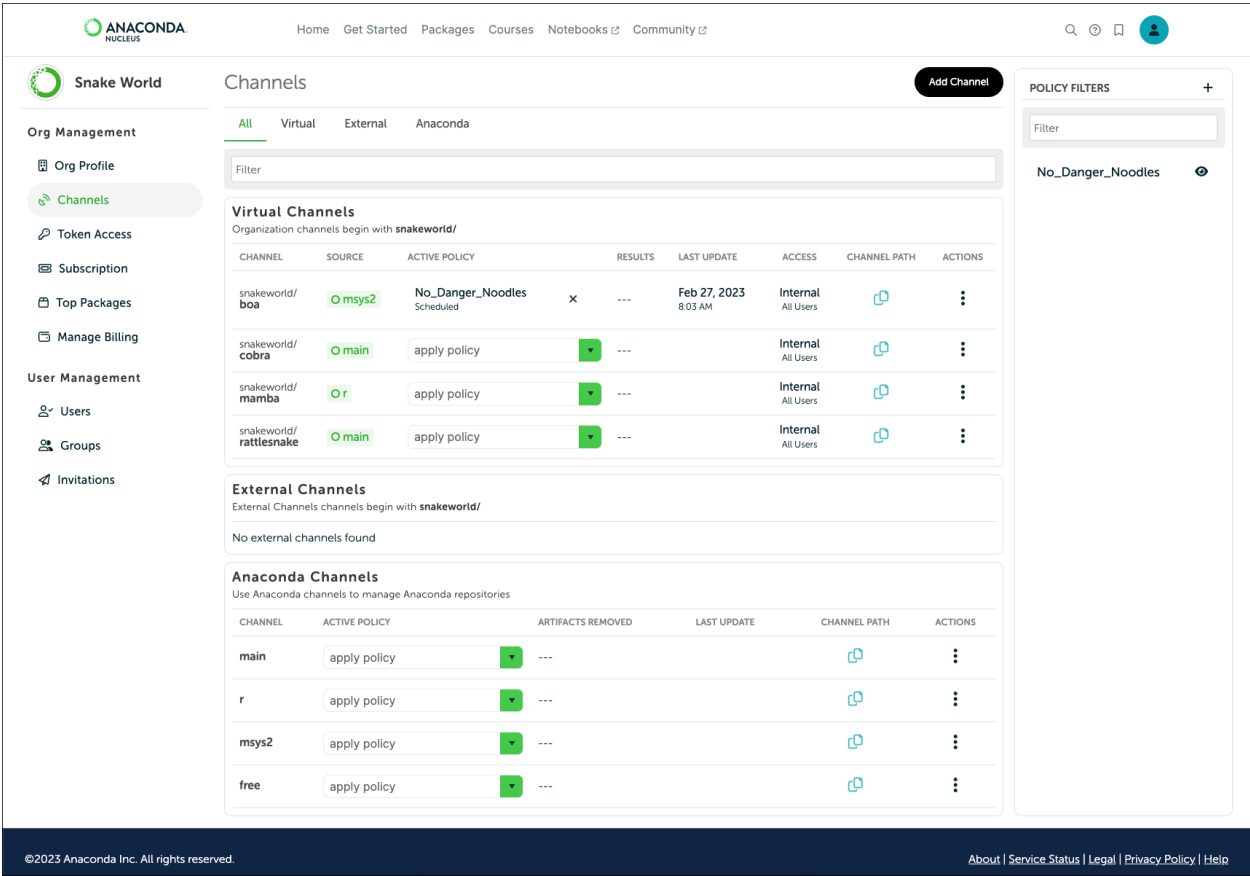 ANACONDA.
NUCLEUS
Home Get Started Packages Courses Notebooks Community
Snake World
Org Management
Org Profile
Channels
Token Access
Subscription
Top Packages
Manage Billing
User Management
Users
Groups
Invitations
Channels
Add Channel
All Virtual External Anaconda
Filter
Virtual Channels
Organization channels begin with snakeworld/
CHANNEL SOURCE ACTIVE POLICY RESULTS LAST UPDATE ACCESS CHANNEL PATH ACTIONS
snakeworld/ No_Danger_Noodles Feb 27, 2023 Internal
boa msys2 Scheduled × --- 8:03 AM All Users
snakeworld/ Internal
cobra main apply policy --- All Users
snakeworld/ Internal
mamba r apply policy --- All Users
snakeworld/ Internal
rattlesnake main apply policy --- All Users
External Channels
External Channels channels begin with snakeworld/
No external channels found
Anaconda Channels
Use Anaconda channels to manage Anaconda repositories
CHANNEL ACTIVE POLICY ARTIFACTS REMOVED LAST UPDATE CHANNEL PATH ACTIONS
main apply policy ---
r apply policy ---
msys2 apply policy ---
free apply policy ---
POLICY FILTERS +
Filter
No_Danger_Noodles
©2023 Anaconda Inc. All rights reserved.
About | Service Status | Legal | Privacy Policy | Help